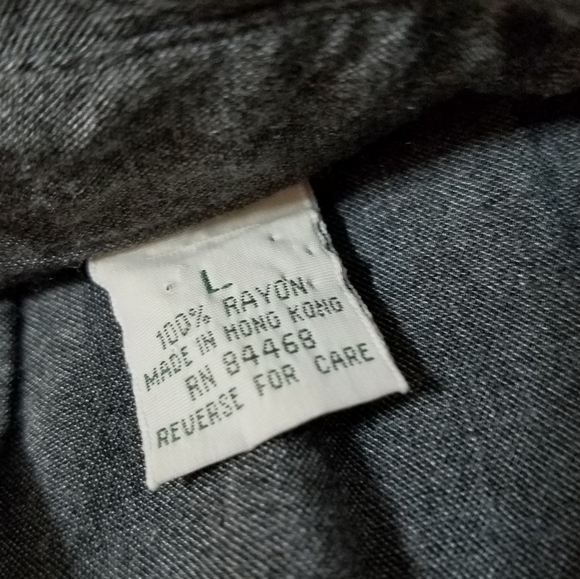 L
100% RAYON
MADE IN HONG KONG
RN 84468
REVERSE FOR CARE